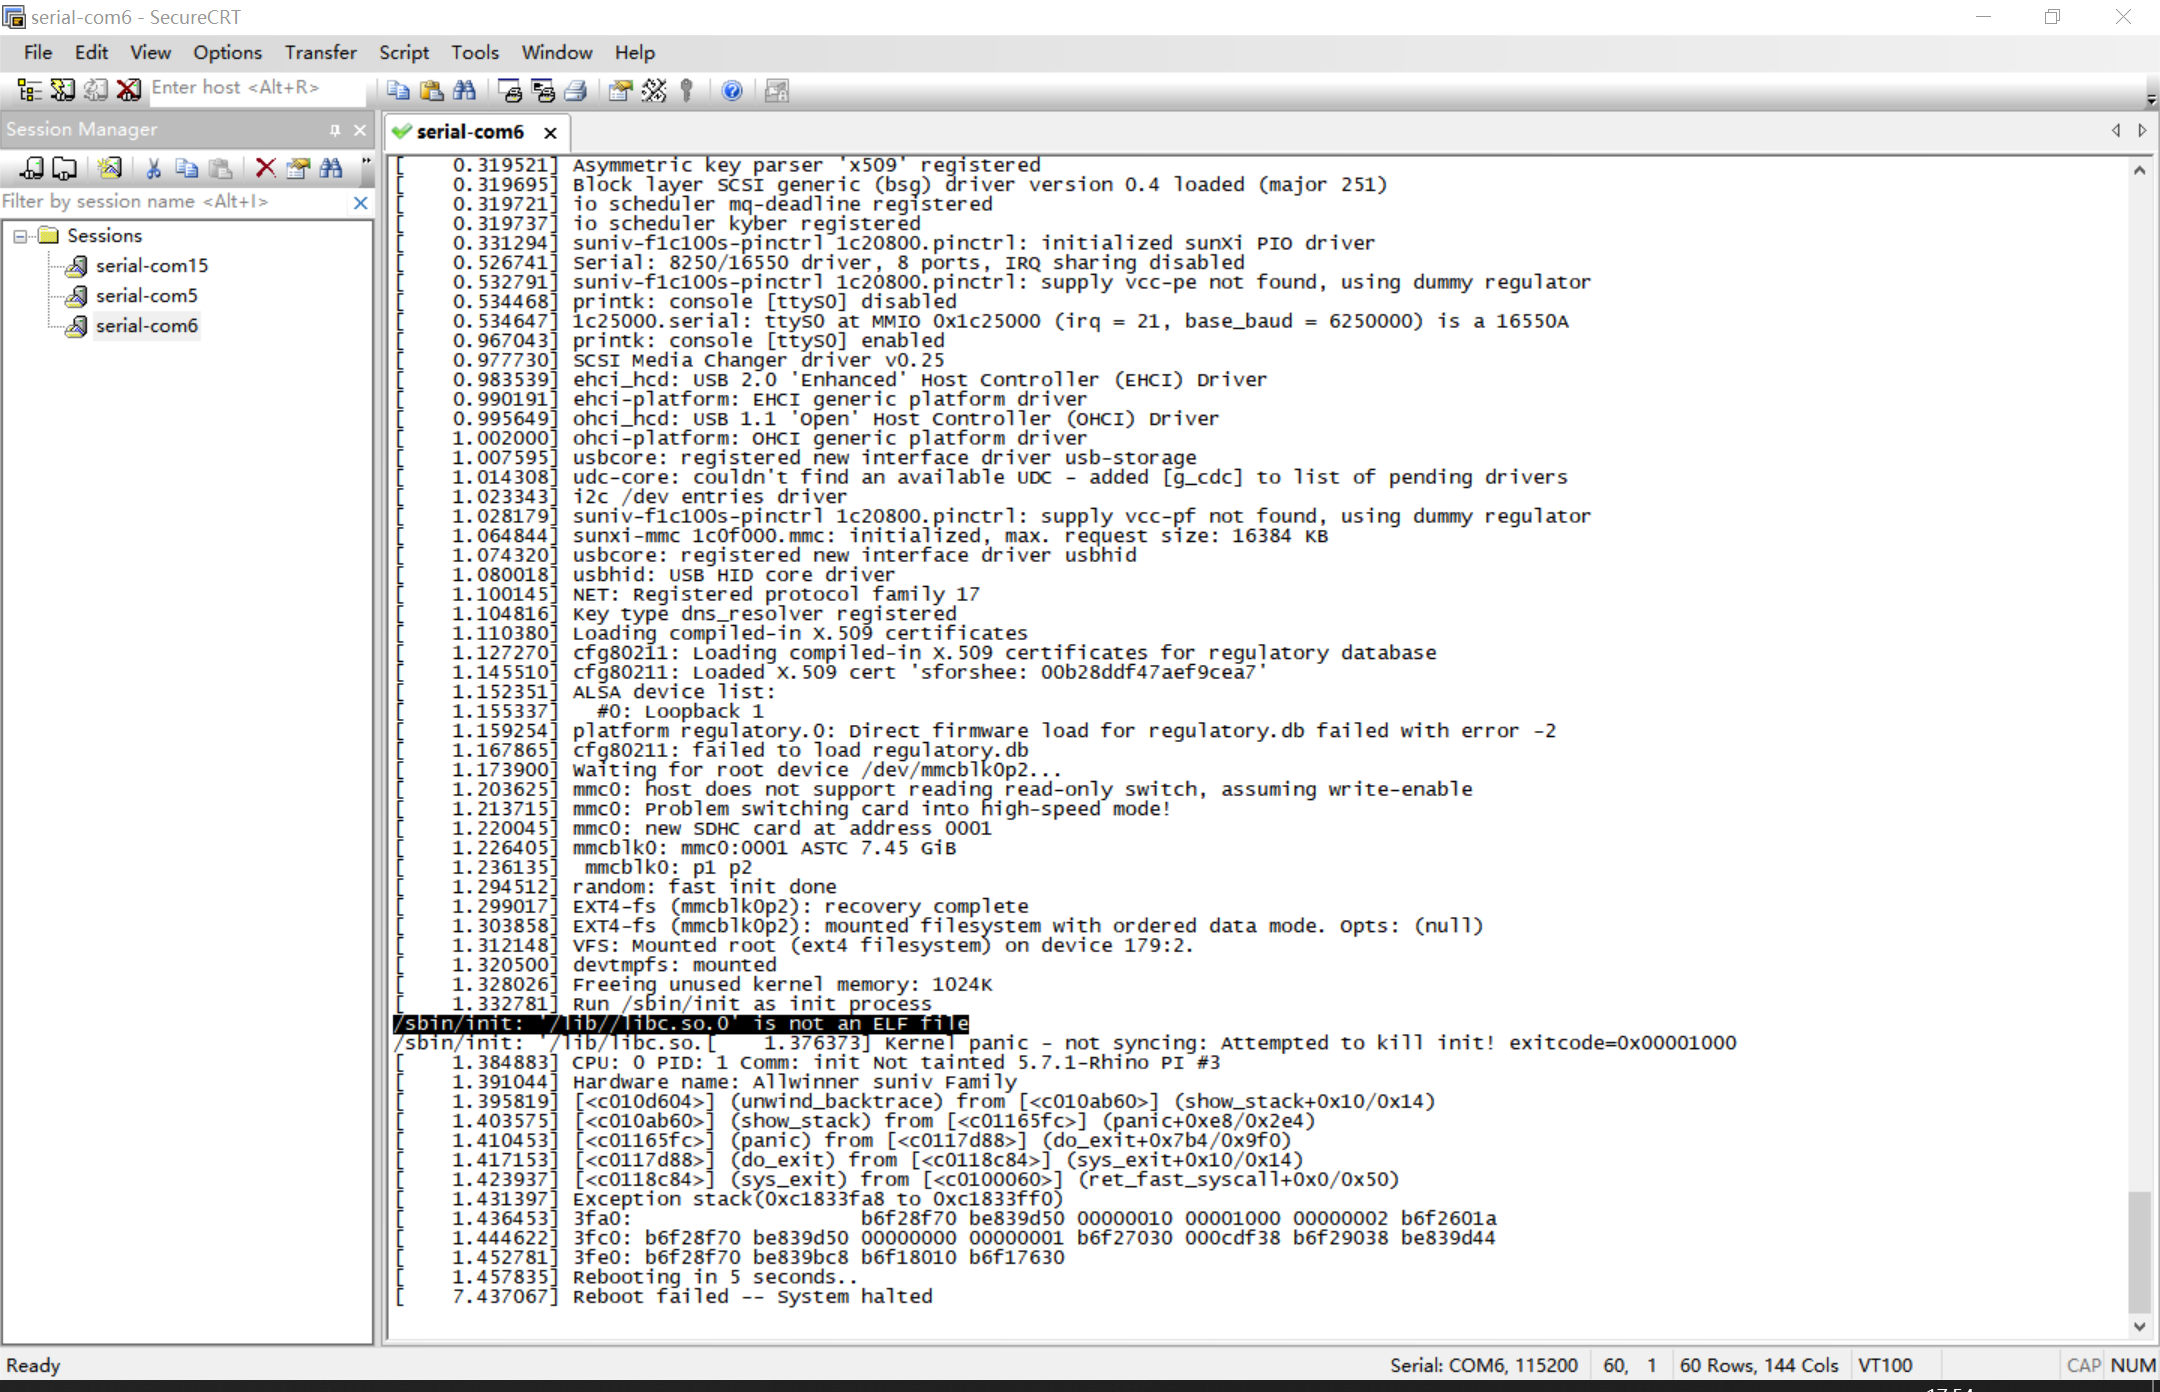 serial-com6 - SecureCRT
File Edit View Options Transfer Script Tools Window Help
Enter host <Alt+R>
Session Manager
Filter by session name <Alt+I>
Sessions
serial-com15
serial-com5
serial-com6
serial-com6
[    0.319521] Asymmetric key parser 'x509' registered
[    0.319695] Block layer SCSI generic (bsg) driver version 0.4 loaded (major 251)
[    0.319721] io scheduler mq-deadline registered
[    0.319737] io scheduler kyber registered
[    0.331294] suniv-f1c100s-pinctrl 1c20800.pinctrl: initialized sunXi PIO driver
[    0.526741] Serial: 8250/16550 driver, 8 ports, IRQ sharing disabled
[    0.532791] suniv-f1c100s-pinctrl 1c20800.pinctrl: supply vcc-pe not found, using dummy regulator
[    0.534468] printk: console [ttyS0] disabled
[    0.534647] 1c25000.serial: ttyS0 at MMIO 0x1c25000 (irq = 21, base_baud = 6250000) is a 16550A
[    0.967043] printk: console [ttyS0] enabled
[    0.977730] SCSI Media Changer driver v0.25
[    0.983539] ehci_hcd: USB 2.0 'Enhanced' Host Controller (EHCI) Driver
[    0.990191] ehci-platform: EHCI generic platform driver
[    0.995649] ohci_hcd: USB 1.1 'Open' Host Controller (OHCI) Driver
[    1.002000] ohci-platform: OHCI generic platform driver
[    1.007595] usbcore: registered new interface driver usb-storage
[    1.014308] udc-core: couldn't find an available UDC - added [g_cdc] to list of pending drivers
[    1.023343] i2c /dev entries driver
[    1.028179] suniv-f1c100s-pinctrl 1c20800.pinctrl: supply vcc-pf not found, using dummy regulator
[    1.064844] sunxi-mmc 1c0f000.mmc: initialized, max. request size: 16384 KB
[    1.074320] usbcore: registered new interface driver usbhid
[    1.080018] usbhid: USB HID core driver
[    1.100145] NET: Registered protocol family 17
[    1.104816] Key type dns_resolver registered
[    1.110380] Loading compiled-in X.509 certificates
[    1.127270] cfg80211: Loading compiled-in X.509 certificates for regulatory database
[    1.145510] cfg80211: Loaded X.509 cert 'sforshee: 00b28ddf47aef9cea7'
[    1.152351] ALSA device list:
[    1.155337]   #0: Loopback 1
[    1.159254] platform regulatory.0: Direct firmware load for regulatory.db failed with error -2
[    1.167865] cfg80211: failed to load regulatory.db
[    1.173900] Waiting for root device /dev/mmcblk0p2...
[    1.203625] mmc0: host does not support reading read-only switch, assuming write-enable
[    1.213715] mmc0: Problem switching card into high-speed mode!
[    1.220045] mmc0: new SDHC card at address 0001
[    1.226405] mmcblk0: mmc0:0001 ASTC 7.45 GiB
[    1.236135]  mmcblk0: p1 p2
[    1.294512] random: fast init done
[    1.299017] EXT4-fs (mmcblk0p2): recovery complete
[    1.303858] EXT4-fs (mmcblk0p2): mounted filesystem with ordered data mode. Opts: (null)
[    1.312148] VFS: Mounted root (ext4 filesystem) on device 179:2.
[    1.320500] devtmpfs: mounted
[    1.328026] Freeing unused kernel memory: 1024K
[    1.332781] Run /sbin/init as init process
/sbin/init: '/lib//libc.so.0' is not an ELF file
/sbin/init: '/lib/libc.so.[    1.376373] Kernel panic - not syncing: Attempted to kill init! exitcode=0x00001000
[    1.384883] CPU: 0 PID: 1 Comm: init Not tainted 5.7.1-Rhino PI #3
[    1.391044] Hardware name: Allwinner suniv Family
[    1.395819] [<c010d604>] (unwind_backtrace) from [<c010ab60>] (show_stack+0x10/0x14)
[    1.403575] [<c010ab60>] (show_stack) from [<c01165fc>] (panic+0xe8/0x2e4)
[    1.410453] [<c01165fc>] (panic) from [<c0117d88>] (do_exit+0x7b4/0x9f0)
[    1.417153] [<c0117d88>] (do_exit) from [<c0118c84>] (sys_exit+0x10/0x14)
[    1.423937] [<c0118c84>] (sys_exit) from [<c0100060>] (ret_fast_syscall+0x0/0x50)
[    1.431397] Exception stack(0xc1833fa8 to 0xc1833ff0)
[    1.436453] 3fa0:                   b6f28f70 be839d50 00000010 00001000 00000002 b6f2601a
[    1.444622] 3fc0: b6f28f70 be839d50 00000000 00000001 b6f27030 000cdf38 b6f29038 be839d44
[    1.452781] 3fe0: b6f28f70 be839bc8 b6f18010 b6f17630
[    1.457835] Rebooting in 5 seconds..
[    7.437067] Reboot failed -- System halted
Ready Serial: COM6, 115200 60, 1 60 Rows, 144 Cols VT100 CAP NUM